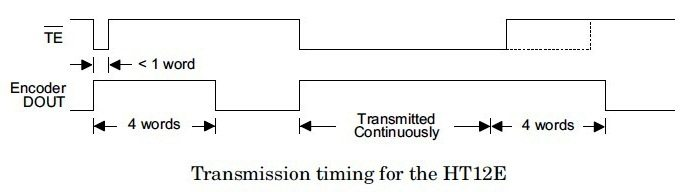 TE
< 1 word
Encoder
DOUT
4 words
Transmitted
Continuously
4 words
Transmission timing for the HT12E